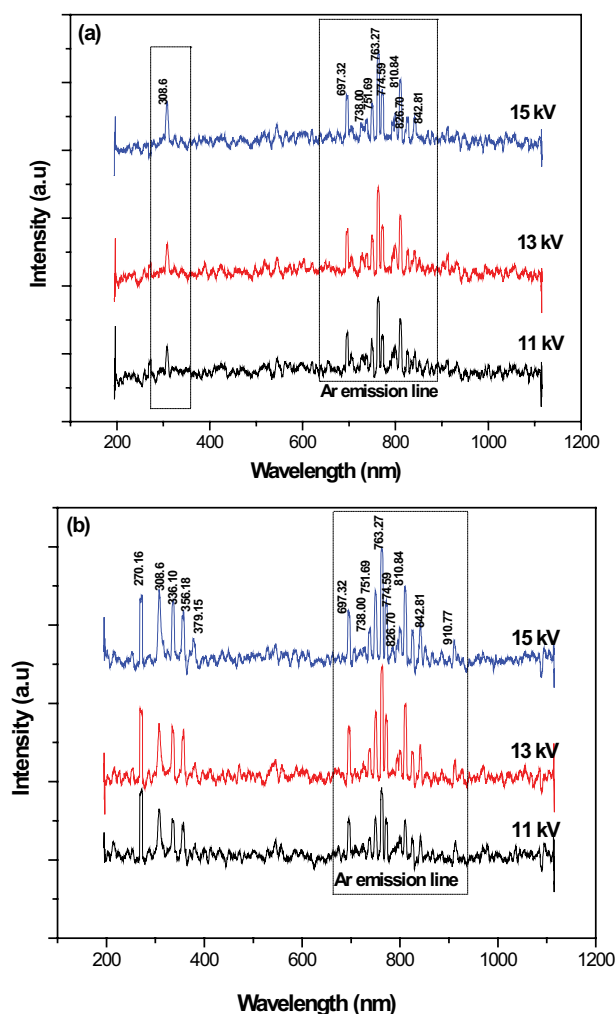 (a)
308.6
697.32
738.00
751.69
763.27
774.59
810.84
826.70
842.81
15 kV
13 kV
11 kV
Ar emission line
Intensity (a.u)
200 400 600 800 1000 1200
Wavelength (nm)
(b)
270.16
308.6
336.10
356.18
379.15
697.32
738.00
751.69
763.27
774.59
826.70
810.84
842.81
910.77
15 kV
13 kV
11 kV
Ar emission line
Intensity (a.u)
200 400 600 800 1000 1200
Wavelength (nm)